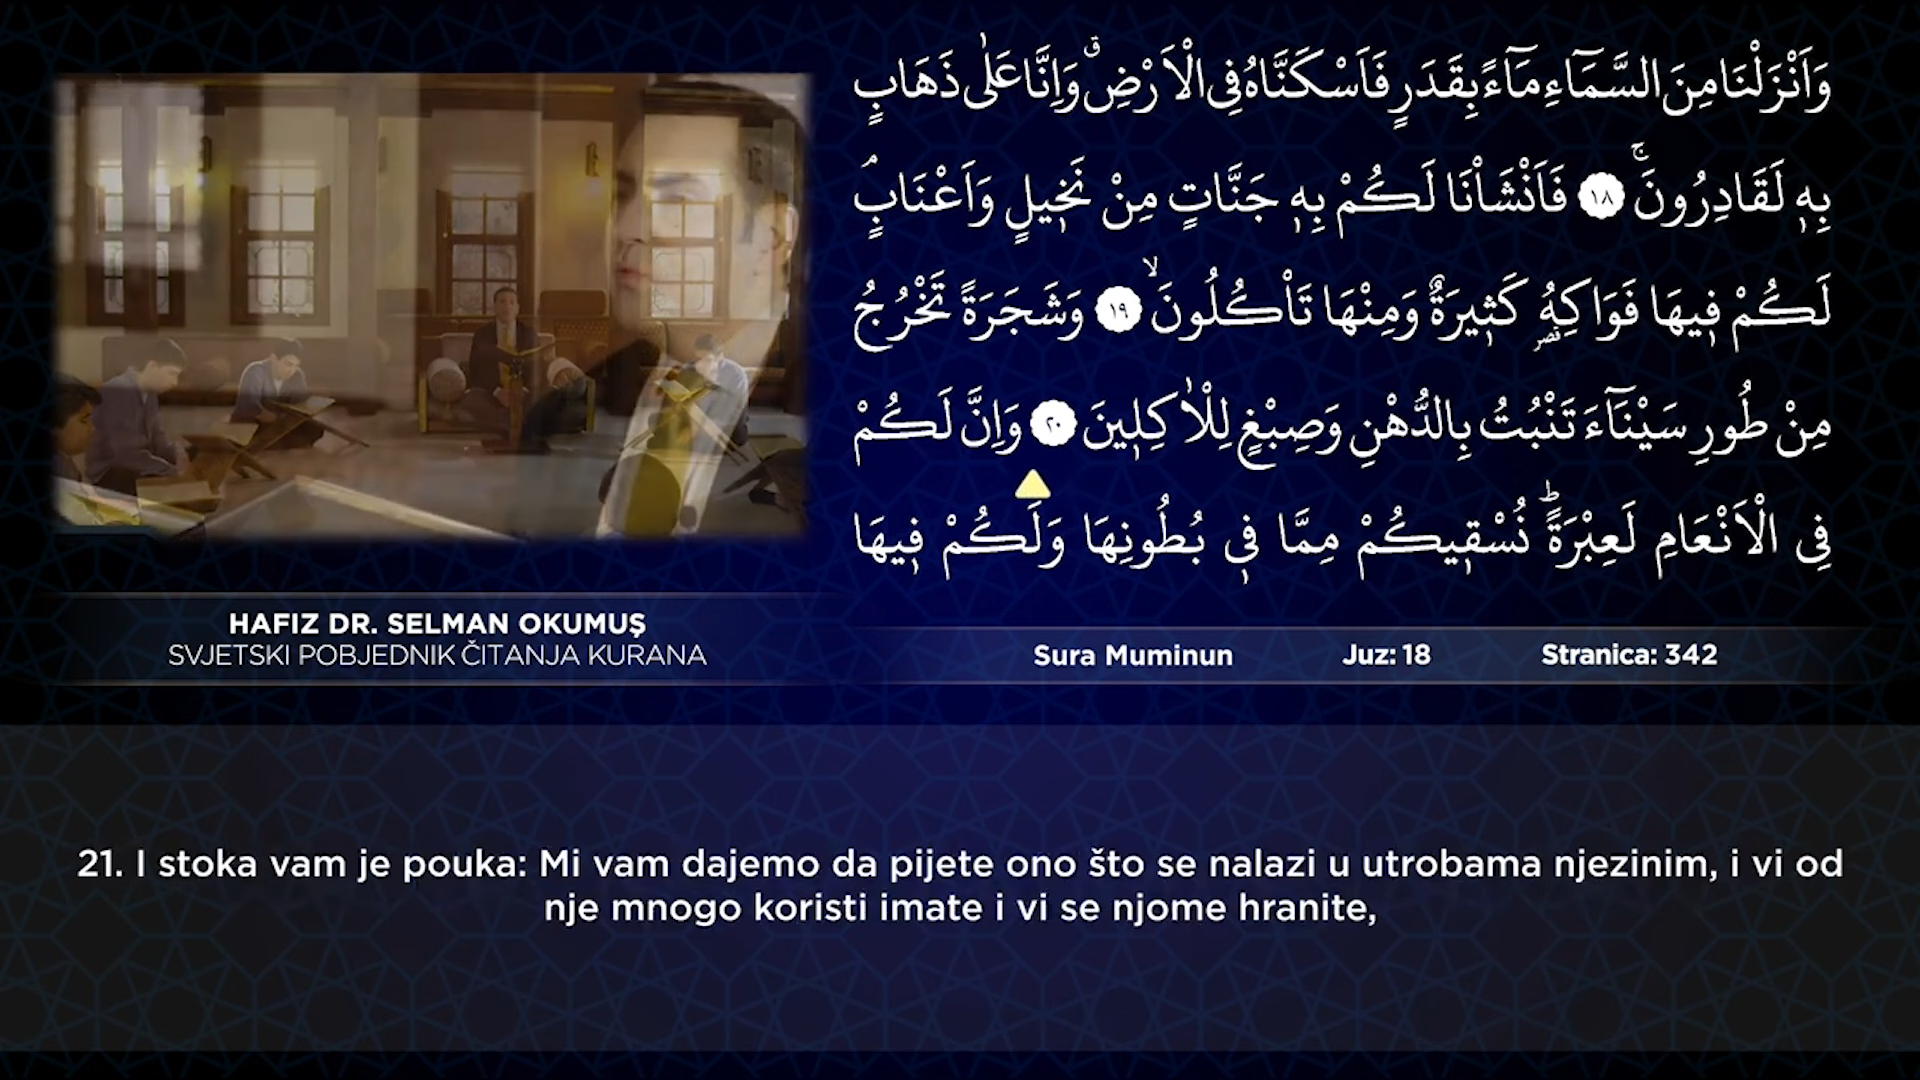 وَاَنْزَلْنَا مِنَ السَّمَٓاءِ مَٓاءً بِقَدَرٍ فَاَسْكَنَّاهُ فِي الْاَرْضِۗ وَاِنَّا عَلٰى ذَهَابٍ
بِه۪ لَقَادِرُونَۚ ﴿١٨﴾ فَاَنْشَأْنَا لَكُمْ بِه۪ جَنَّاتٍ مِنْ نَخ۪يلٍ وَاَعْنَابٍۢ
لَكُمْ ف۪يهَا فَوَاكِهُ كَث۪يرَةٌ وَمِنْهَا تَأْكُلُونَۙ ﴿١٩﴾ وَشَجَرَةً تَخْرُجُ
مِنْ طُورِ سَيْنَٓاءَ تَنْبُتُ بِالدُّهْنِ وَصِبْغٍ لِلْاٰكِل۪ينَ ﴿٢٠﴾ وَاِنَّ لَكُمْ
فِي الْاَنْعَامِ لَعِبْرَةًۜ نُسْق۪يكُمْ مِمَّا ف۪ي بُطُونِهَا وَلَكُمْ ف۪يهَا
HAFIZ DR. SELMAN OKUMUŞ
SVJETSKI POBJEDNIK ČITANJA KURANA
Sura Muminun Juz: 18 Stranica: 342
21. I stoka vam je pouka: Mi vam dajemo da pijete ono što se nalazi u utrobama njezinim, i vi od
nje mnogo koristi imate i vi se njome hranite,